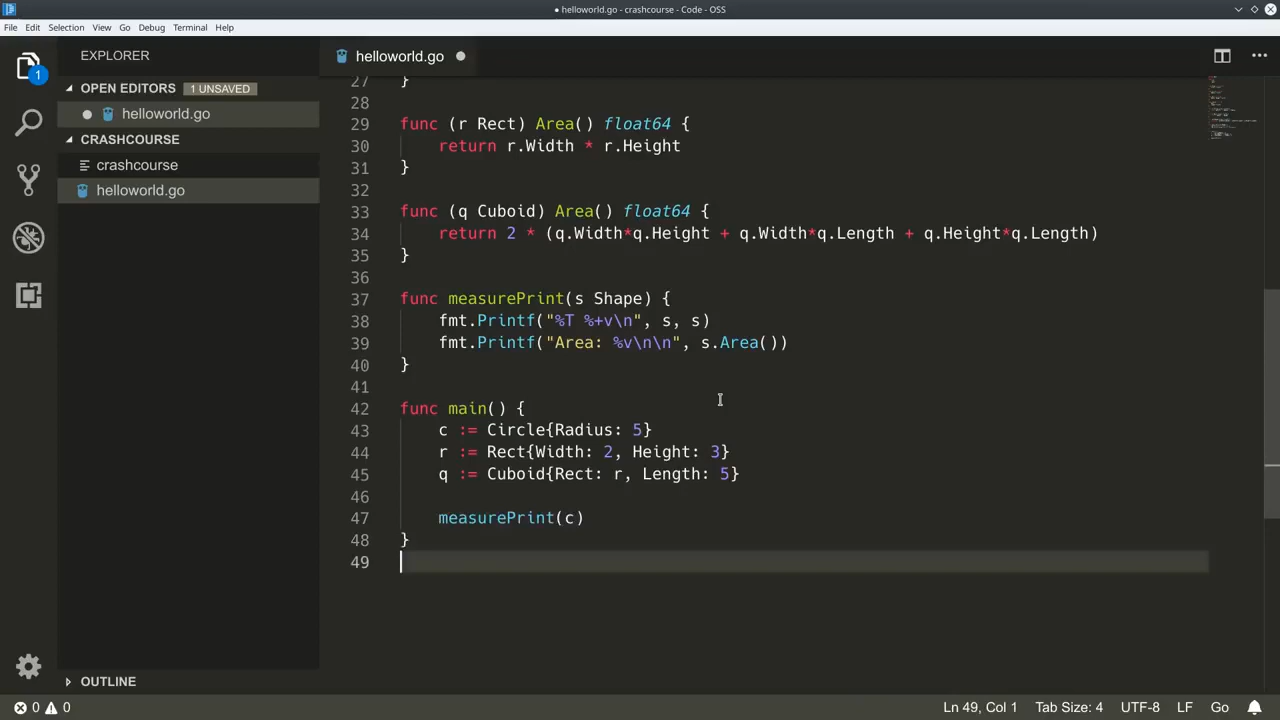 ● helloworld.go - crashcourse - Code - OSS
File Edit Selection View Go Debug Terminal Help
EXPLORER
helloworld.go
OPEN EDITORS 1 UNSAVED
helloworld.go
CRASHCOURSE
crashcourse
helloworld.go
OUTLINE
1
27 }
28
29 func (r Rect) Area() float64 {
30 return r.Width * r.Height
31 }
32
33 func (q Cuboid) Area() float64 {
34 return 2 * (q.Width*q.Height + q.Width*q.Length + q.Height*q.Length)
35 }
36
37 func measurePrint(s Shape) {
38 fmt.Printf("%T %+v\n", s, s)
39 fmt.Printf("Area: %v\n\n", s.Area())
40 }
41
42 func main() {
43 c := Circle{Radius: 5}
44 r := Rect{Width: 2, Height: 3}
45 q := Cuboid{Rect: r, Length: 5}
46
47 measurePrint(c)
48 }
49
0 0 Ln 49, Col 1 Tab Size: 4 UTF-8 LF Go